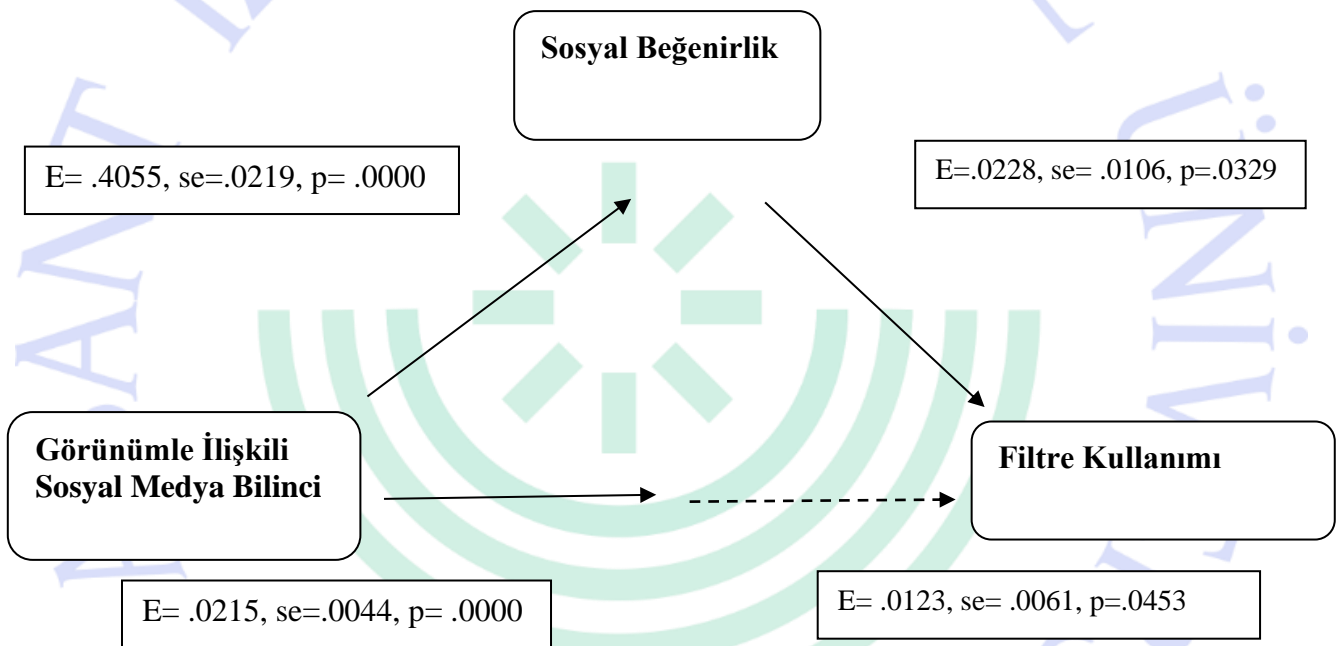 Sosyal Beğenirlik
E= .4055, se=.0219, p= .0000
E=.0228, se= .0106, p=.0329
Görünümle İlişkili
Sosyal Medya Bilinci
Filtre Kullanımı
E= .0215, se=.0044, p= .0000
E= .0123, se= .0061, p=.0453